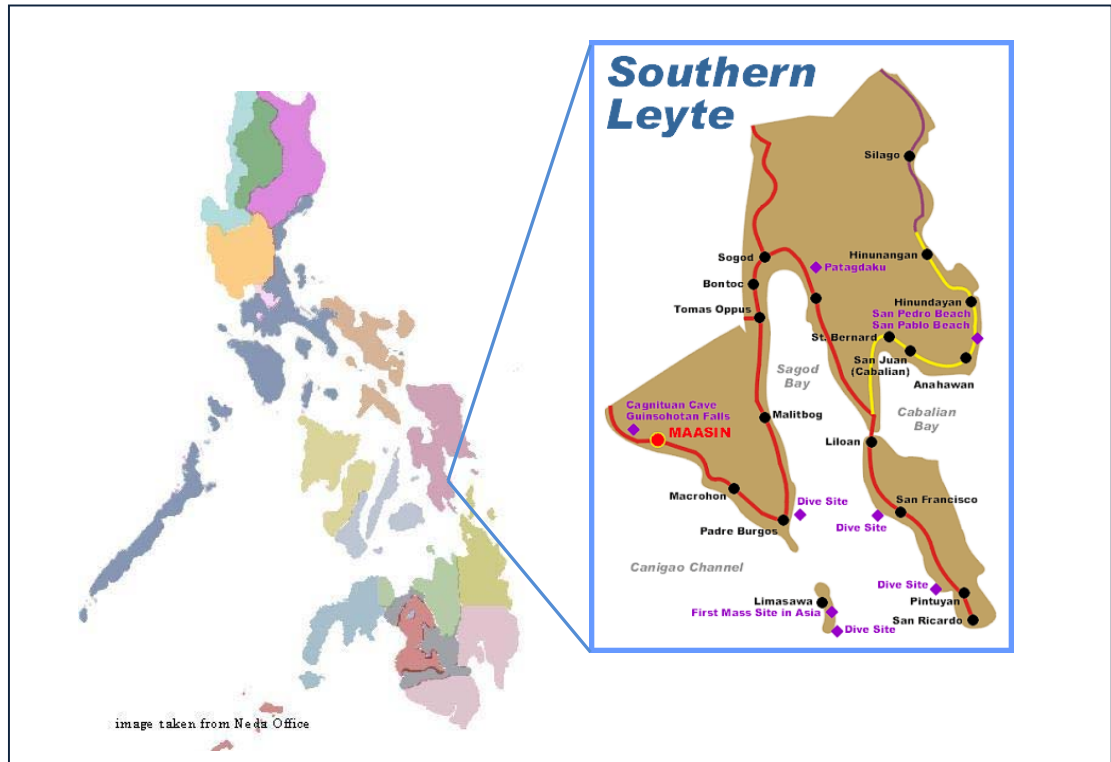 Southern
Leyte
Silago
Sogod
Hinunangan
Patagdaku
Bontoc
Hinundayan
Tomas Oppus
San Pedro Beach
San Pablo Beach
St. Bernard
San Juan
(Cabalian)
Sagod
Bay
Anahawan
Cagnituan Cave
Guinsohotan Falls
Malitbog
Cabalian
Bay
MAASIN
Liloan
Macrohon
Dive Site
San Francisco
Padre Burgos
Dive Site
Canigao Channel
Dive Site
Limasawa
Pintuyan
First Mass Site in Asia
San Ricardo
Dive Site
image taken from Neda Office